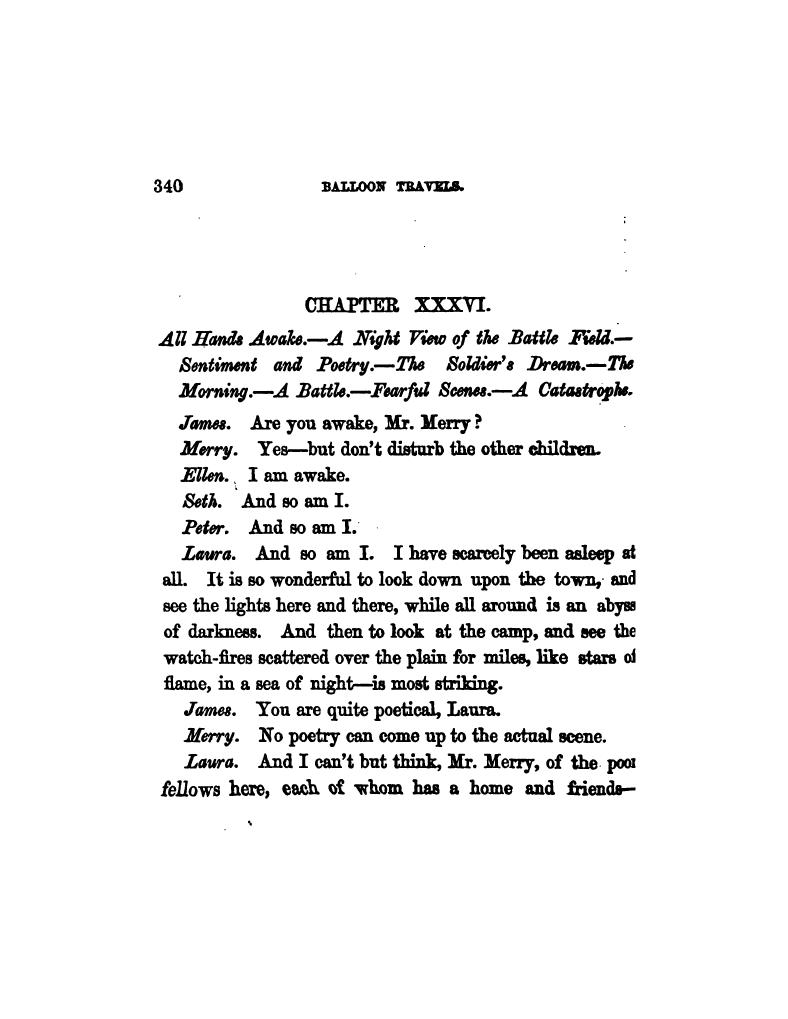 340 BALLOON TRAVELS.
CHAPTER XXXVI.
All Hands Awake.—A Night View of the Battle Field.—
Sentiment and Poetry.—The Soldier's Dream.—The
Morning.—A Battle.—Fearful Scenes.—A Catastrophe.
James. Are you awake, Mr. Merry?
Merry. Yes—but don't disturb the other children.
Ellen. I am awake.
Seth. And so am I.
Peter. And so am I.
Laura. And so am I. I have scarcely been asleep at
all. It is so wonderful to look down upon the town, and
see the lights here and there, while all around is an abyss
of darkness. And then to look at the camp, and see the
watch-fires scattered over the plain for miles, like stars of
flame, in a sea of night—is most striking.
James. You are quite poetical, Laura.
Merry. No poetry can come up to the actual scene.
Laura. And I can't but think, Mr. Merry, of the poor
fellows here, each of whom has a home and friends—